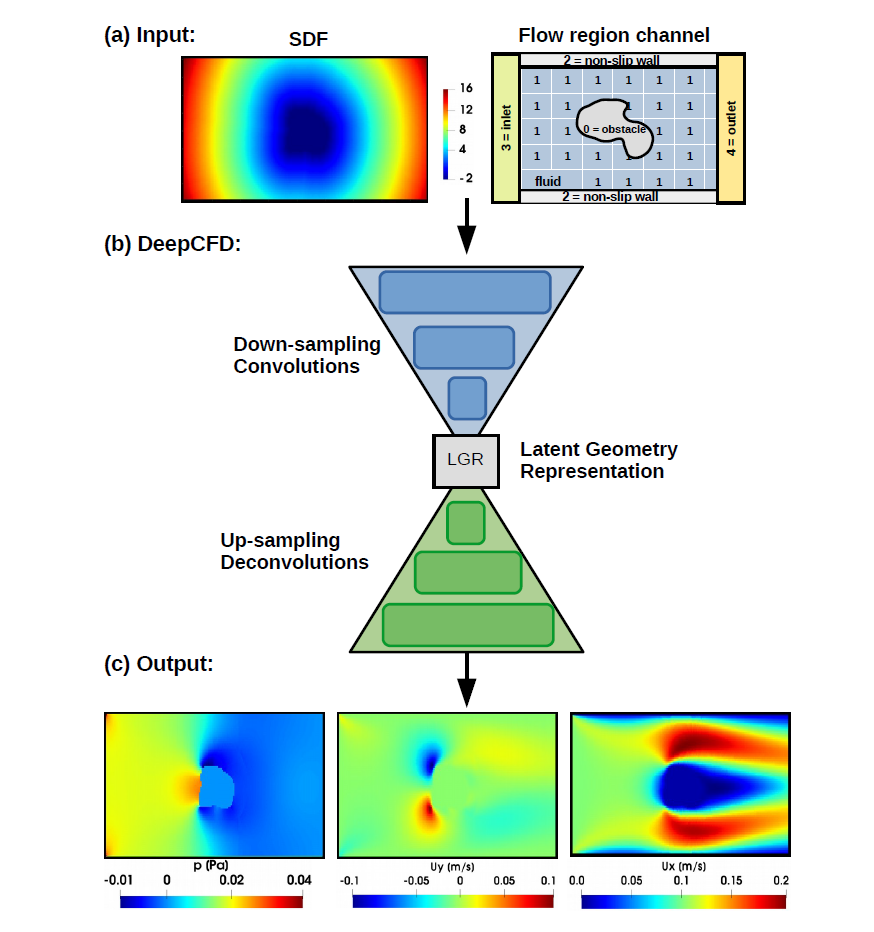 (a) Input:
SDF
Flow region channel
16
12
8
4
-2
2 = non-slip wall
3 = inlet
1 1 1 1 1 1
1 1 1 1 1
1 1 0 = obstacle 1 1
1 1 1 1 1 1
fluid 1 1 1 1
2 = non-slip wall
4 = outlet
(b) DeepCFD:
Down-sampling
Convolutions
LGR
Latent Geometry
Representation
Up-sampling
Deconvolutions
(c) Output:
p (Pa)
-0.01 0 0.02 0.04
Uy (m/s)
-0.1 -0.05 0 0.05 0.1
Ux (m/s)
0.0 0.05 0.1 0.15 0.2